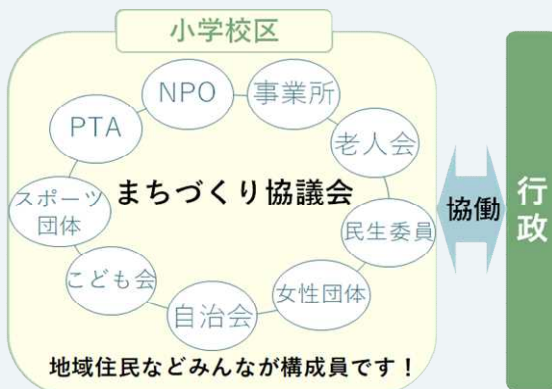 小学校区
NPO
事業所
PTA
老人会
スポーツ
団体
まちづくり協議会
民生委員
こども会
女性団体
自治会
地域住民などみんなが構成員です！
協働
行政